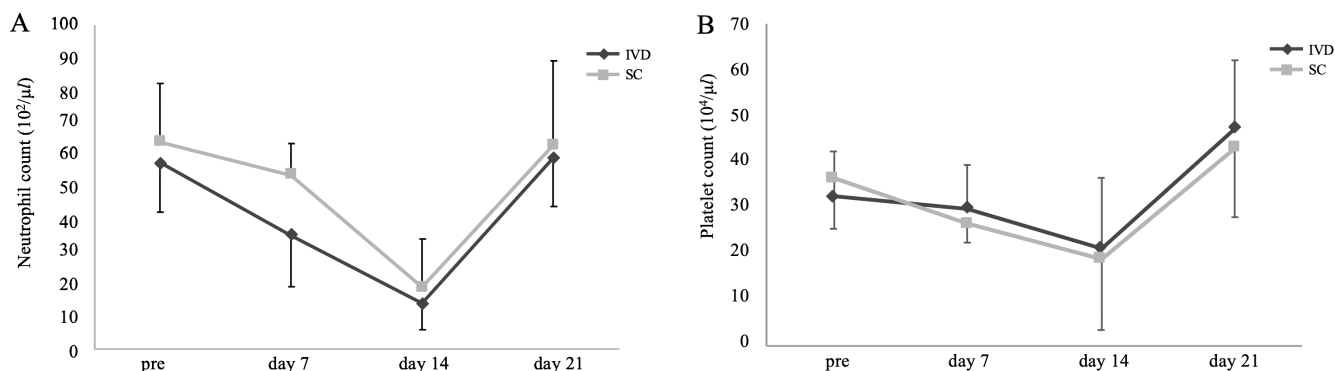 A
Neutrophil count (10²/μl)
100
90
80
70
60
50
40
30
20
10
0
pre day 7 day 14 day 21
IVD
SC
B
Platelet count (10⁴/μl)
70
60
50
40
30
20
10
0
pre day 7 day 14 day 21
IVD
SC